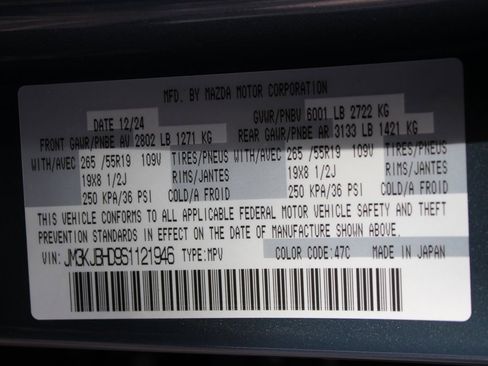 MFD. BY MAZDA MOTOR CORPORATION
DATE 12/24 GVWR/PNBV 6001 LB 2722 KG
FRONT GAWR/PNBE AV 2802 LB 1271 KG REAR GAWR/PNBE AR 3133 LB 1421 KG
WITH/AVEC 265 /55R19 109V TIRES/PNEUS WITH/AVEC 265 /55R19 109V TIRES/PNEUS
19X8 1/2J RIMS/JANTES 19X8 1/2J RIMS/JANTES
250 KPA/36 PSI COLD/A FROID 250 KPA/36 PSI COLD/A FROID
THIS VEHICLE CONFORMS TO ALL APPLICABLE FEDERAL MOTOR VEHICLE SAFETY AND THEFT
PREVENTION STANDARDS IN EFFECT ON THE DATE OF MANUFACTURE SHOWN ABOVE.
VIN: JM3KJBHD9S1121946 TYPE:MPV COLOR CODE:47C MADE IN JAPAN